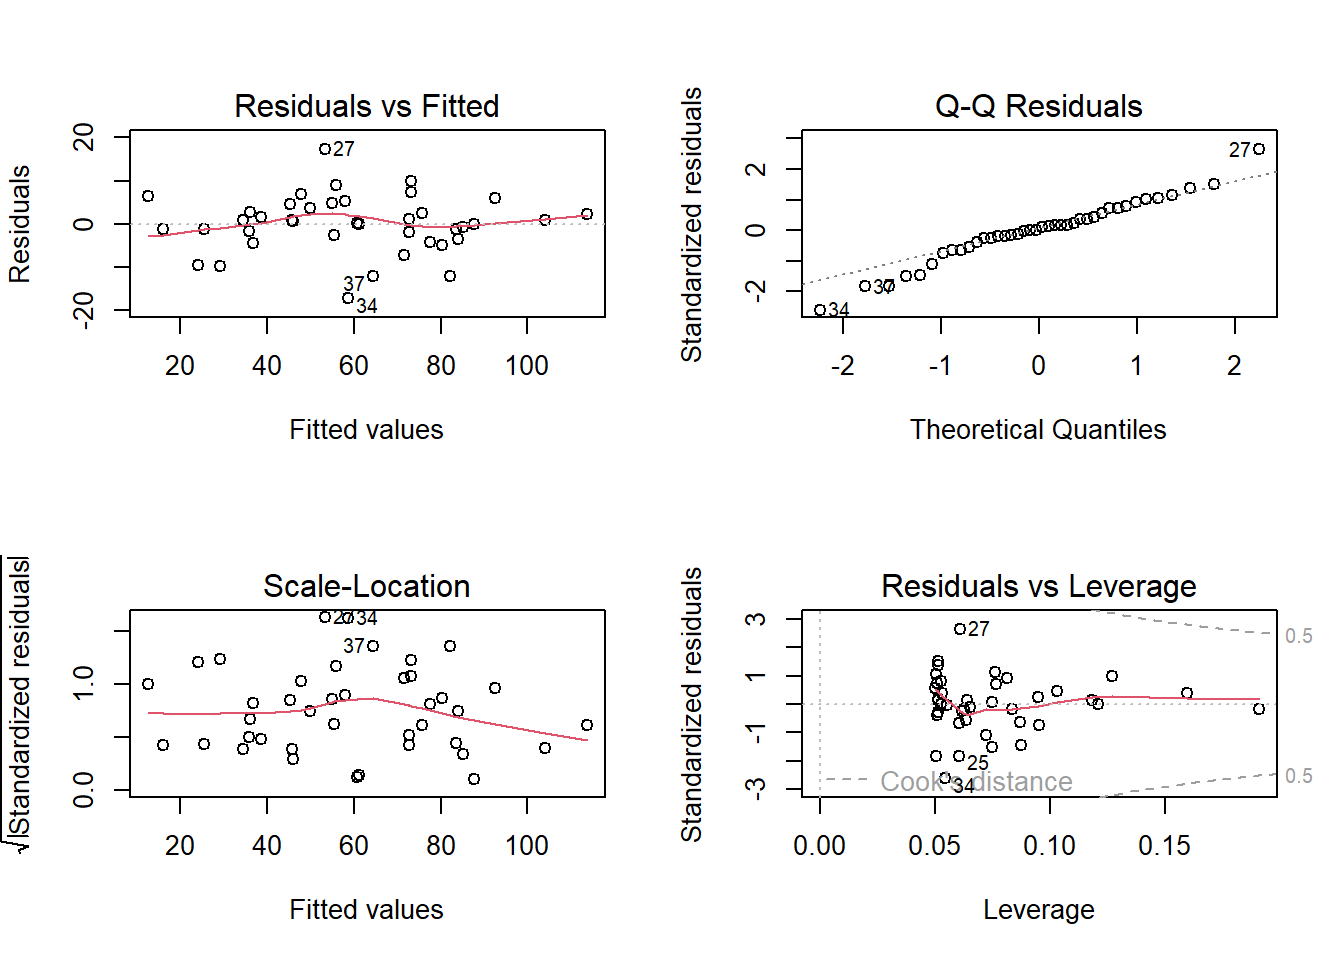 Residuals vs Fitted
Residuals
20
0
-20
27
37
34
20 40 60 80 100
Fitted values
Q-Q Residuals
Standardized residuals
2
0
-2
27
37
34
-2 -1 0 1 2
Theoretical Quantiles
Scale-Location
√|Standardized residuals|
1.0
0.0
27
34
37
20 40 60 80 100
Fitted values
Residuals vs Leverage
Standardized residuals
3
1
-1
-3
27
25
34
Cook's distance
0.5
0.5
0.00 0.05 0.10 0.15
Leverage